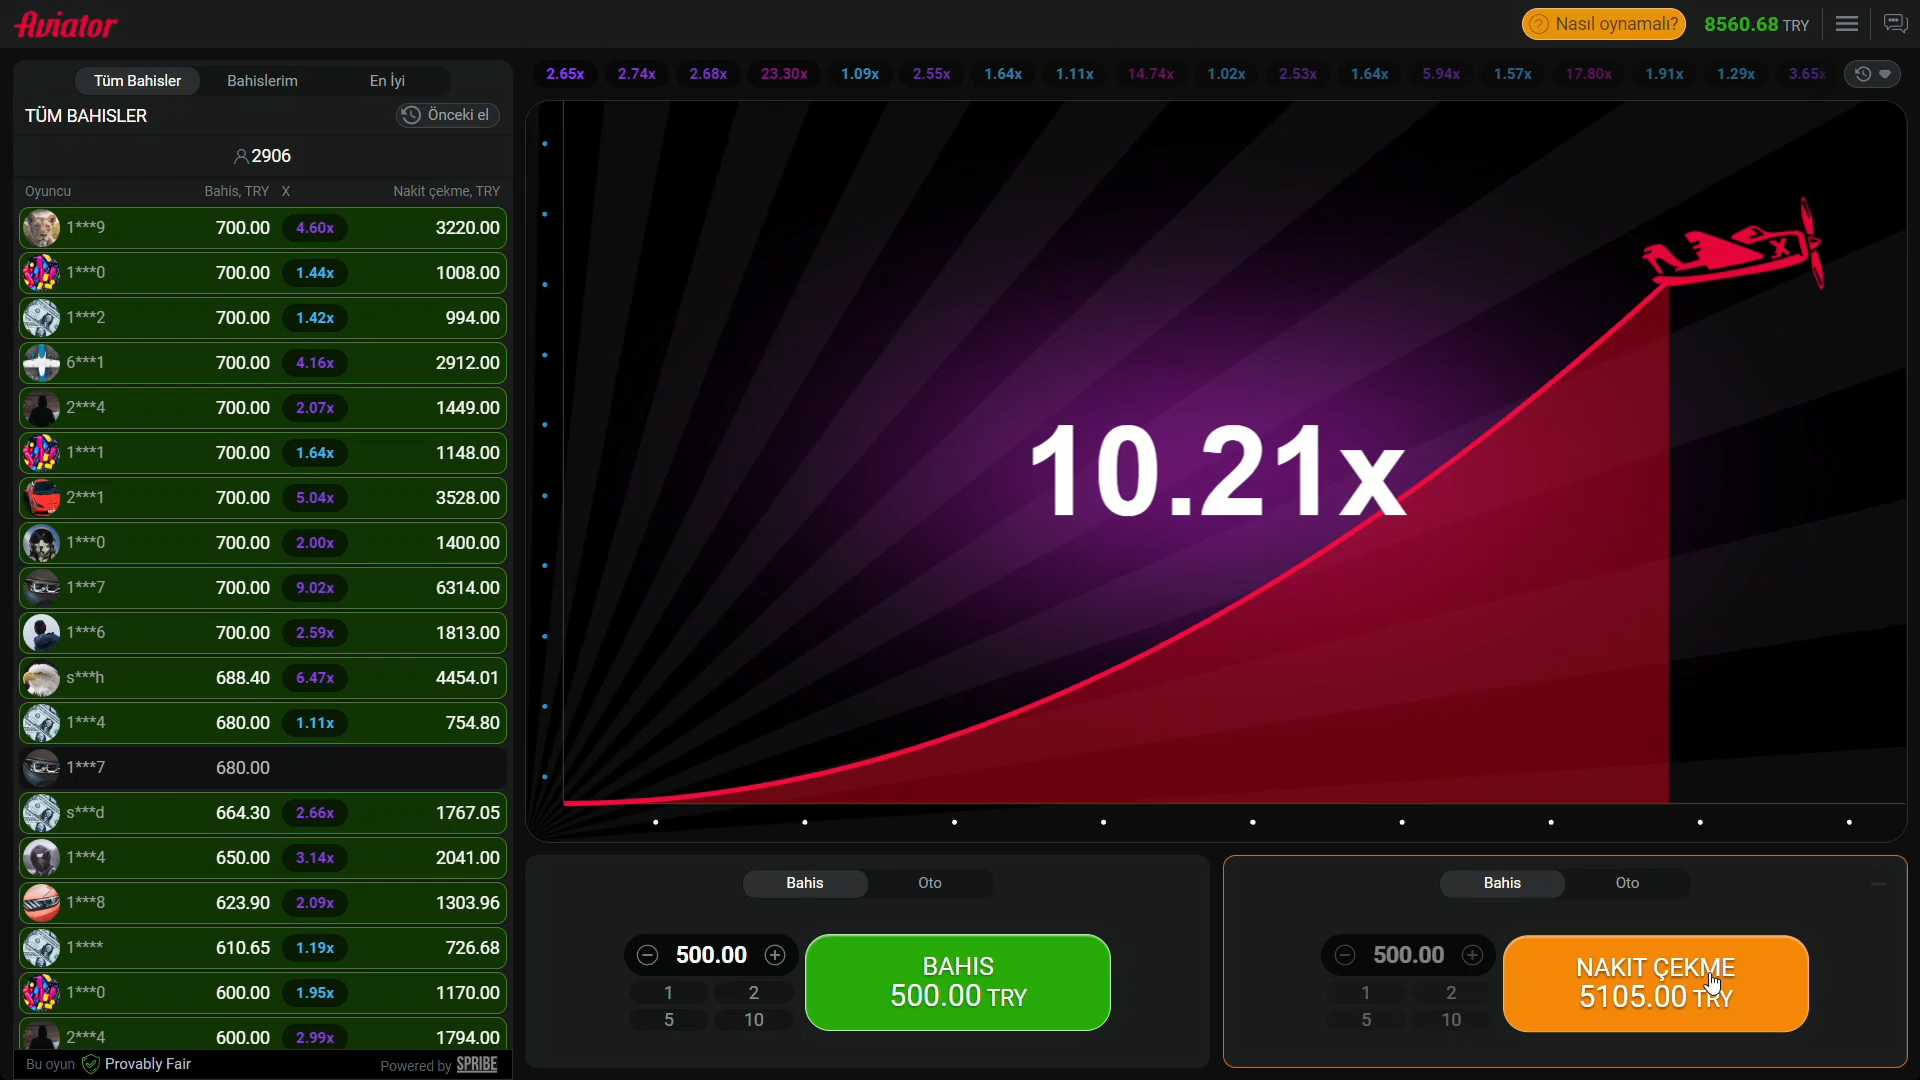 Aviator
Nasıl oynamalı?
8560.68 TRY
Tüm Bahisler
Bahislerim
En İyi
2.65x 2.74x 2.68x 23.30x 1.09x 2.55x 1.64x 1.11x 14.74x 1.02x 2.53x 1.64x 5.94x 1.57x 17.80x 1.91x 1.29x 3.65x
TÜM BAHISLER
Önceki el
2906
Oyuncu Bahis, TRY X Nakit çekme, TRY
1***9 700.00 4.60x 3220.00
1***0 700.00 1.44x 1008.00
1***2 700.00 1.42x 994.00
6***1 700.00 4.16x 2912.00
2***4 700.00 2.07x 1449.00
1***1 700.00 1.64x 1148.00
2***1 700.00 5.04x 3528.00
1***0 700.00 2.00x 1400.00
1***7 700.00 9.02x 6314.00
1***6 700.00 2.59x 1813.00
s***h 688.40 6.47x 4454.01
1***4 680.00 1.11x 754.80
1***7 680.00
s***d 664.30 2.66x 1767.05
1***4 650.00 3.14x 2041.00
1***8 623.90 2.09x 1303.96
1**** 610.65 1.19x 726.68
1***0 600.00 1.95x 1170.00
2***4 600.00 2.99x 1794.00
Bu oyun Provably Fair
Powered by SPRIBE
X
10.21x
Bahis Oto
500.00
1 2
5 10
BAHIS
500.00 TRY
Bahis Oto
500.00
1 2
5 10
NAKIT ÇEKME
5105.00 TRY